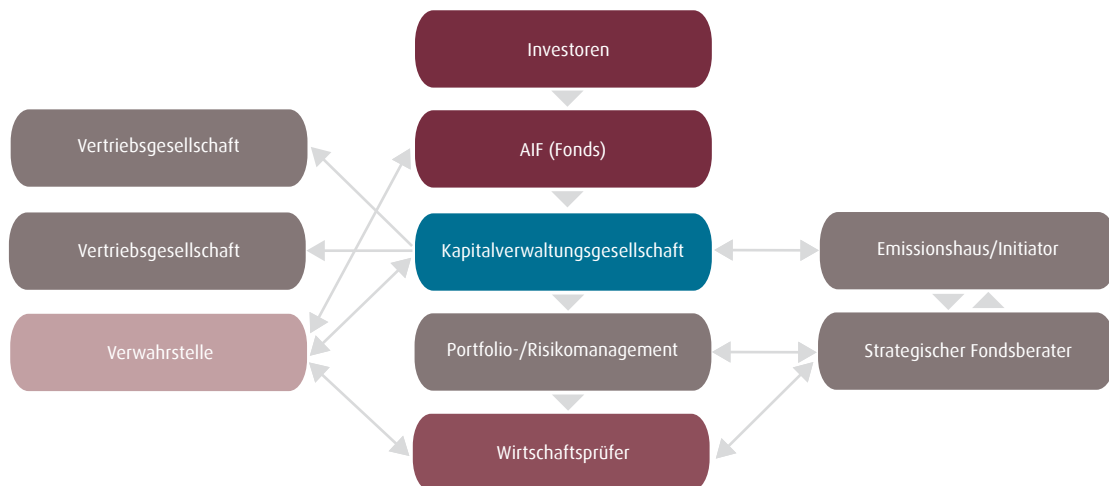 Investoren
Vertriebsgesellschaft
AIF (Fonds)
Vertriebsgesellschaft
Kapitalverwaltungsgesellschaft
Emissionshaus/Initiator
Verwahrstelle
Portfolio-/Risikomanagement
Strategischer Fondsberater
Wirtschaftsprüfer